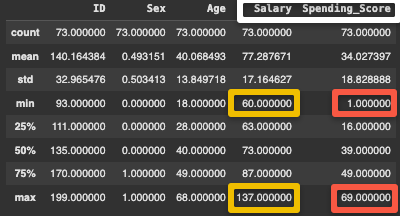 ID Sex Age Salary Spending_Score
count 73.000000 73.000000 73.000000 73.000000 73.000000
mean 140.164384 0.493151 40.068493 77.287671 34.027397
std 32.965476 0.503413 13.849718 17.164627 18.828888
min 93.000000 0.000000 18.000000 60.000000 1.000000
25% 111.000000 0.000000 28.000000 63.000000 16.000000
50% 135.000000 0.000000 40.000000 73.000000 39.000000
75% 170.000000 1.000000 49.000000 87.000000 49.000000
max 199.000000 1.000000 68.000000 137.000000 69.000000